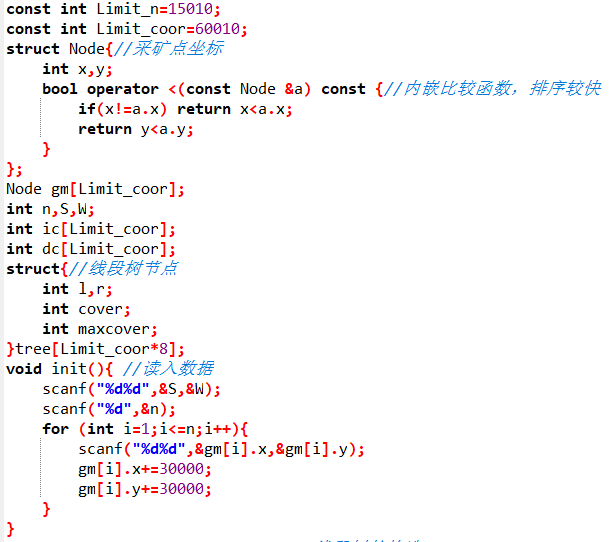 const int Limit_n=15010;
const int Limit_coor=60010;
struct Node{//采矿点坐标
    int x,y;
    bool operator <(const Node &a) const {//内嵌比较函数，排序较快
        if(x!=a.x) return x<a.x;
        return y<a.y;
    }
};
Node gm[Limit_coor];
int n,S,W;
int ic[Limit_coor];
int dc[Limit_coor];
struct{//线段树节点
    int l,r;
    int cover;
    int maxcover;
}tree[Limit_coor*8];
void init(){ //读入数据
    scanf("%d%d",&S,&W);
    scanf("%d",&n);
    for (int i=1;i<=n;i++){
        scanf("%d%d",&gm[i].x,&gm[i].y);
        gm[i].x+=30000;
        gm[i].y+=30000;
    }
}